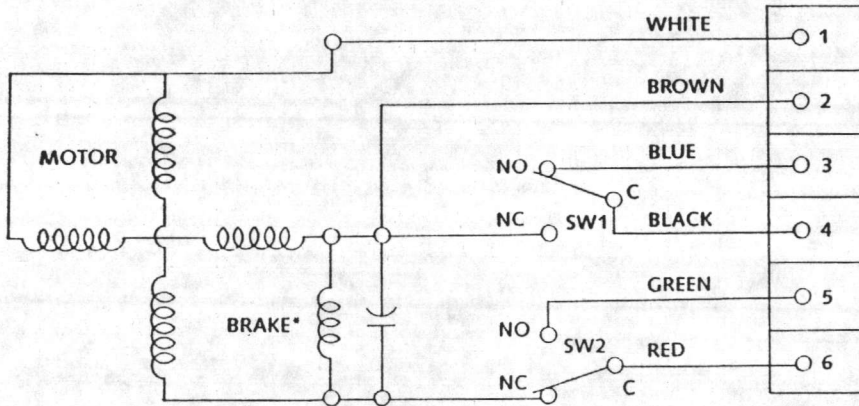 WHITE
1
BROWN
2
MOTOR
BLUE
3
NO
C
NC
SW1
BLACK
4
GREEN
5
BRAKE*
NO
SW2
RED
6
NC
C